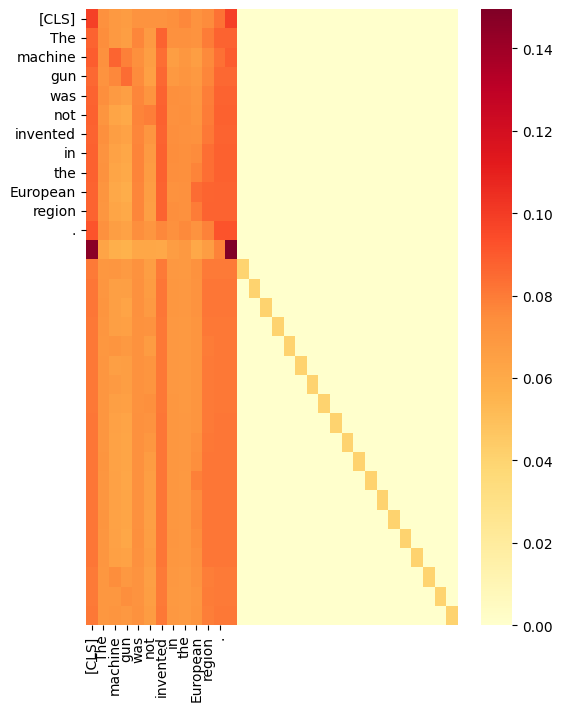 [CLS]
The
machine
gun
was
not
invented
in
the
European
region
.
0.14
0.12
0.10
0.08
0.06
0.04
0.02
0.00
[CLS] The machine gun was not invented in the European region .